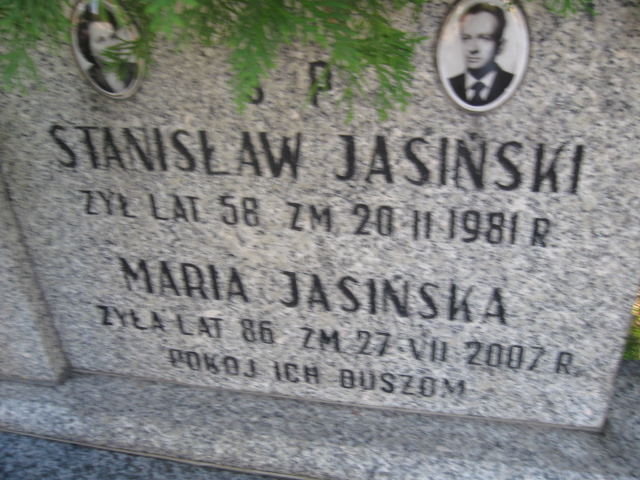 Ś P
STANISŁAW JASIŃSKI
ŻYŁ LAT 58 ZM. 20 II 1981 R.
MARIA JASIŃSKA
ŻYŁA LAT 86 ZM. 27 VII 2007 R.
POKÓJ ICH DUSZOM